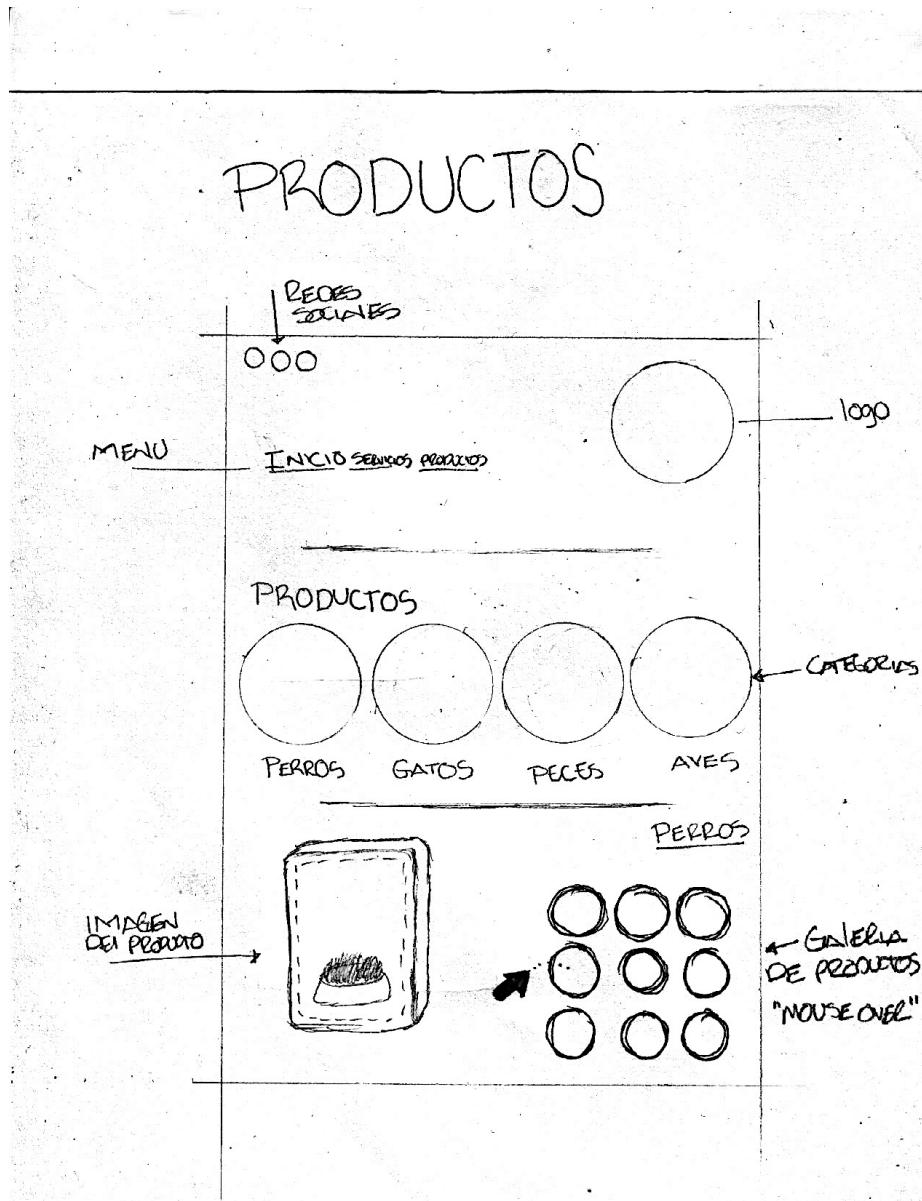 PRODUCTOS
REDES
SOCIALES
logo
MENU
INICIO SERVICIOS PRODUCTOS
PRODUCTOS
CATEGORIAS
PERROS GATOS PECES AVES
PERROS
IMAGEN
DEl PRODUCTO
GALERIA
DE PRODUCTOS
"MOUSE OVER"